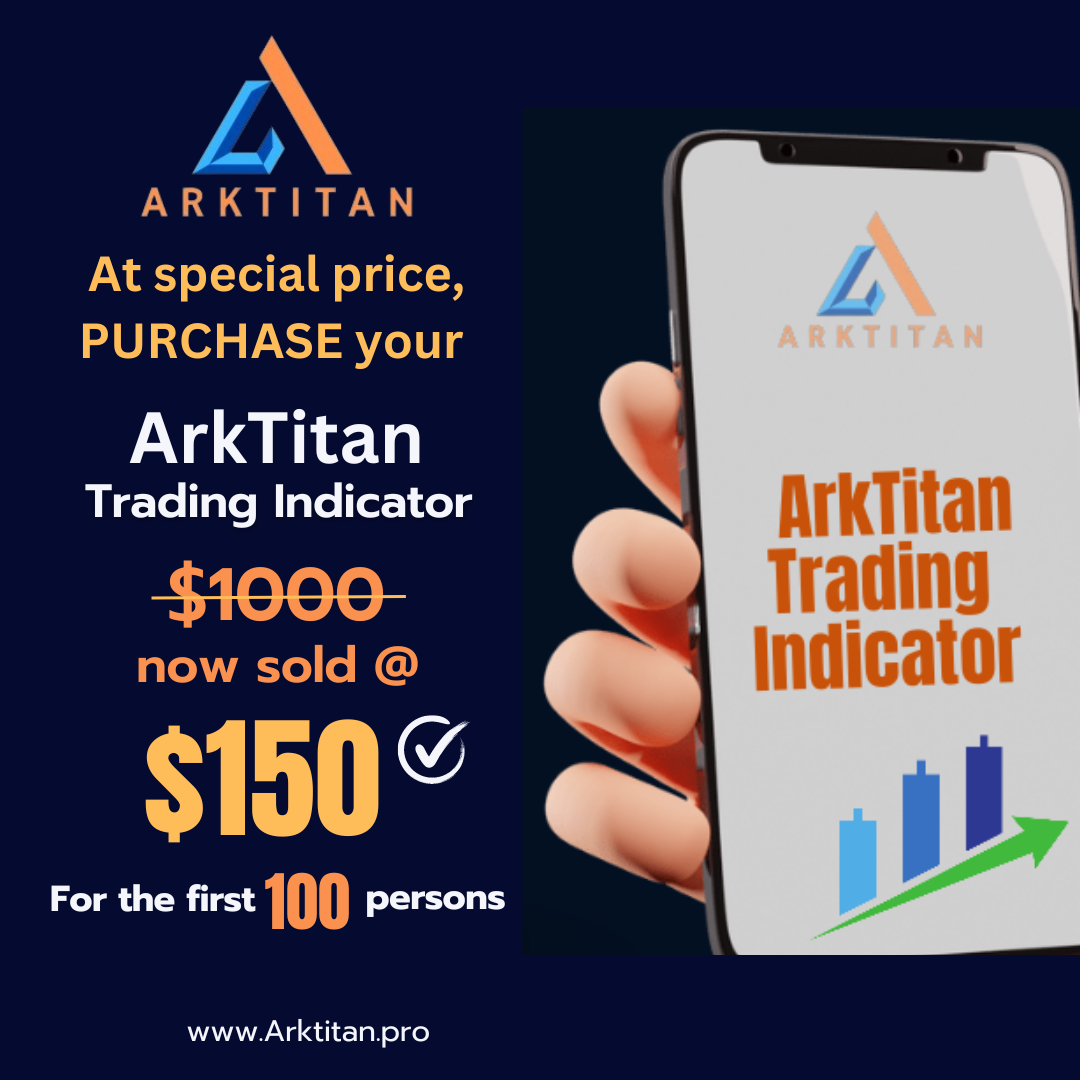 ARKTITAN
At special price,
PURCHASE your
ArkTitan
Trading Indicator
$1000
now sold @
$150
For the first 100 persons
www.Arktitan.pro
ARKTITAN
ArkTitan
Trading
Indicator